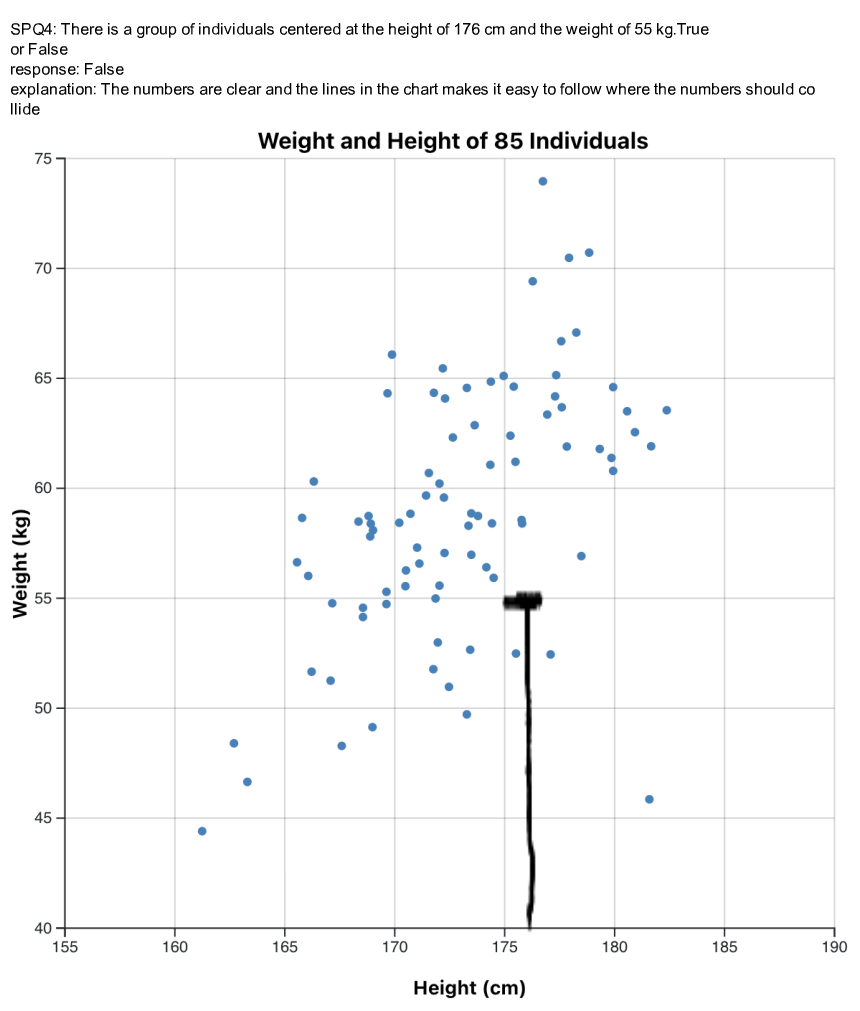 SPQ4: There is a group of individuals centered at the height of 176 cm and the weight of 55 kg.True
or False
response: False
explanation: The numbers are clear and the lines in the chart makes it easy to follow where the numbers should co
llide
Weight and Height of 85 Individuals
75
70
65
60
55
50
45
40
Weight (kg)
155 160 165 170 175 180 185 190
Height (cm)